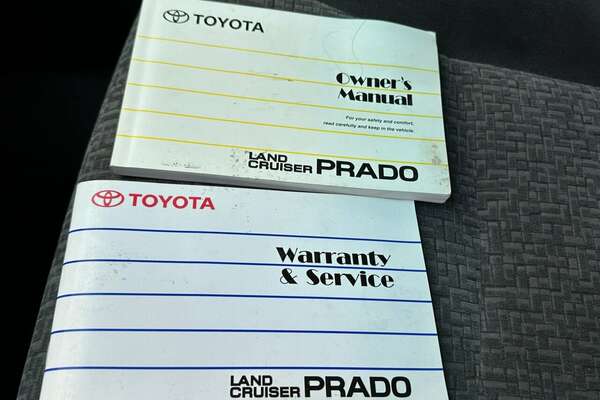 TOYOTA
Owner's
Manual
For your safety and comfort,
read carefully and keep in the vehicle.
LAND
CRUISER PRADO
TOYOTA
Warranty
& Service
LAND
CRUISER PRADO